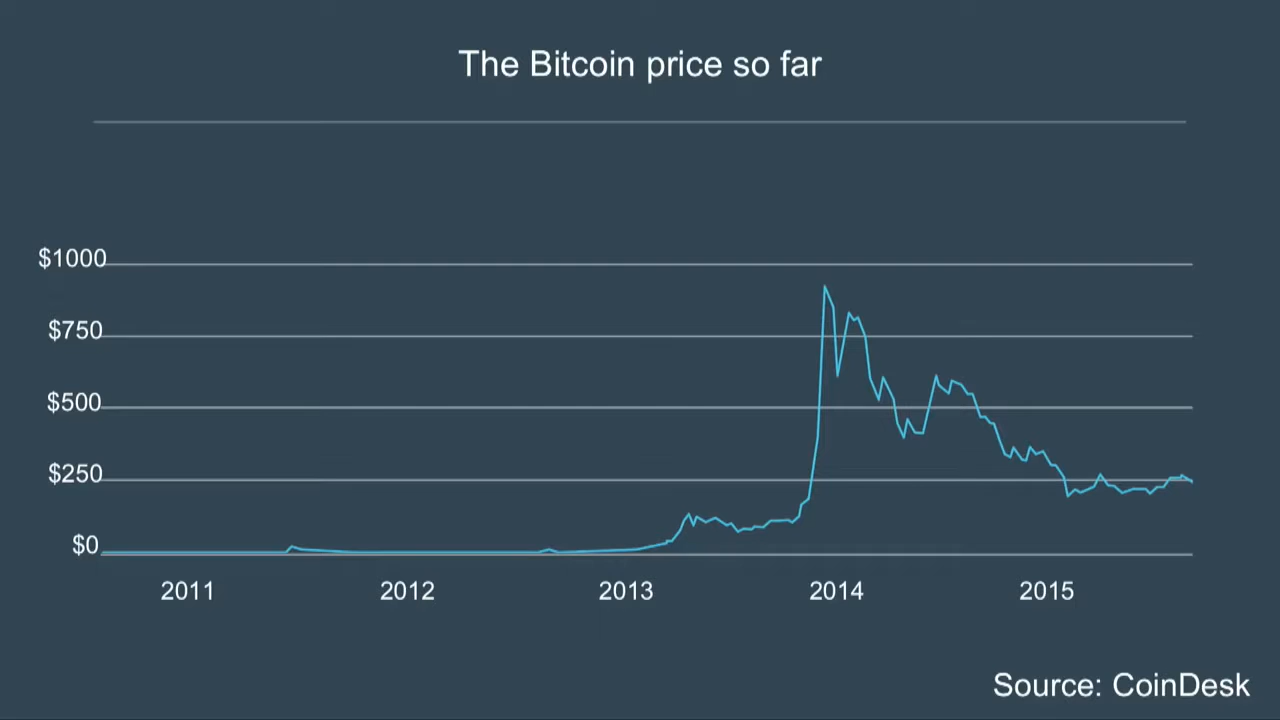 The Bitcoin price so far
$1000
$750
$500
$250
$0
2011 2012 2013 2014 2015
Source: CoinDesk